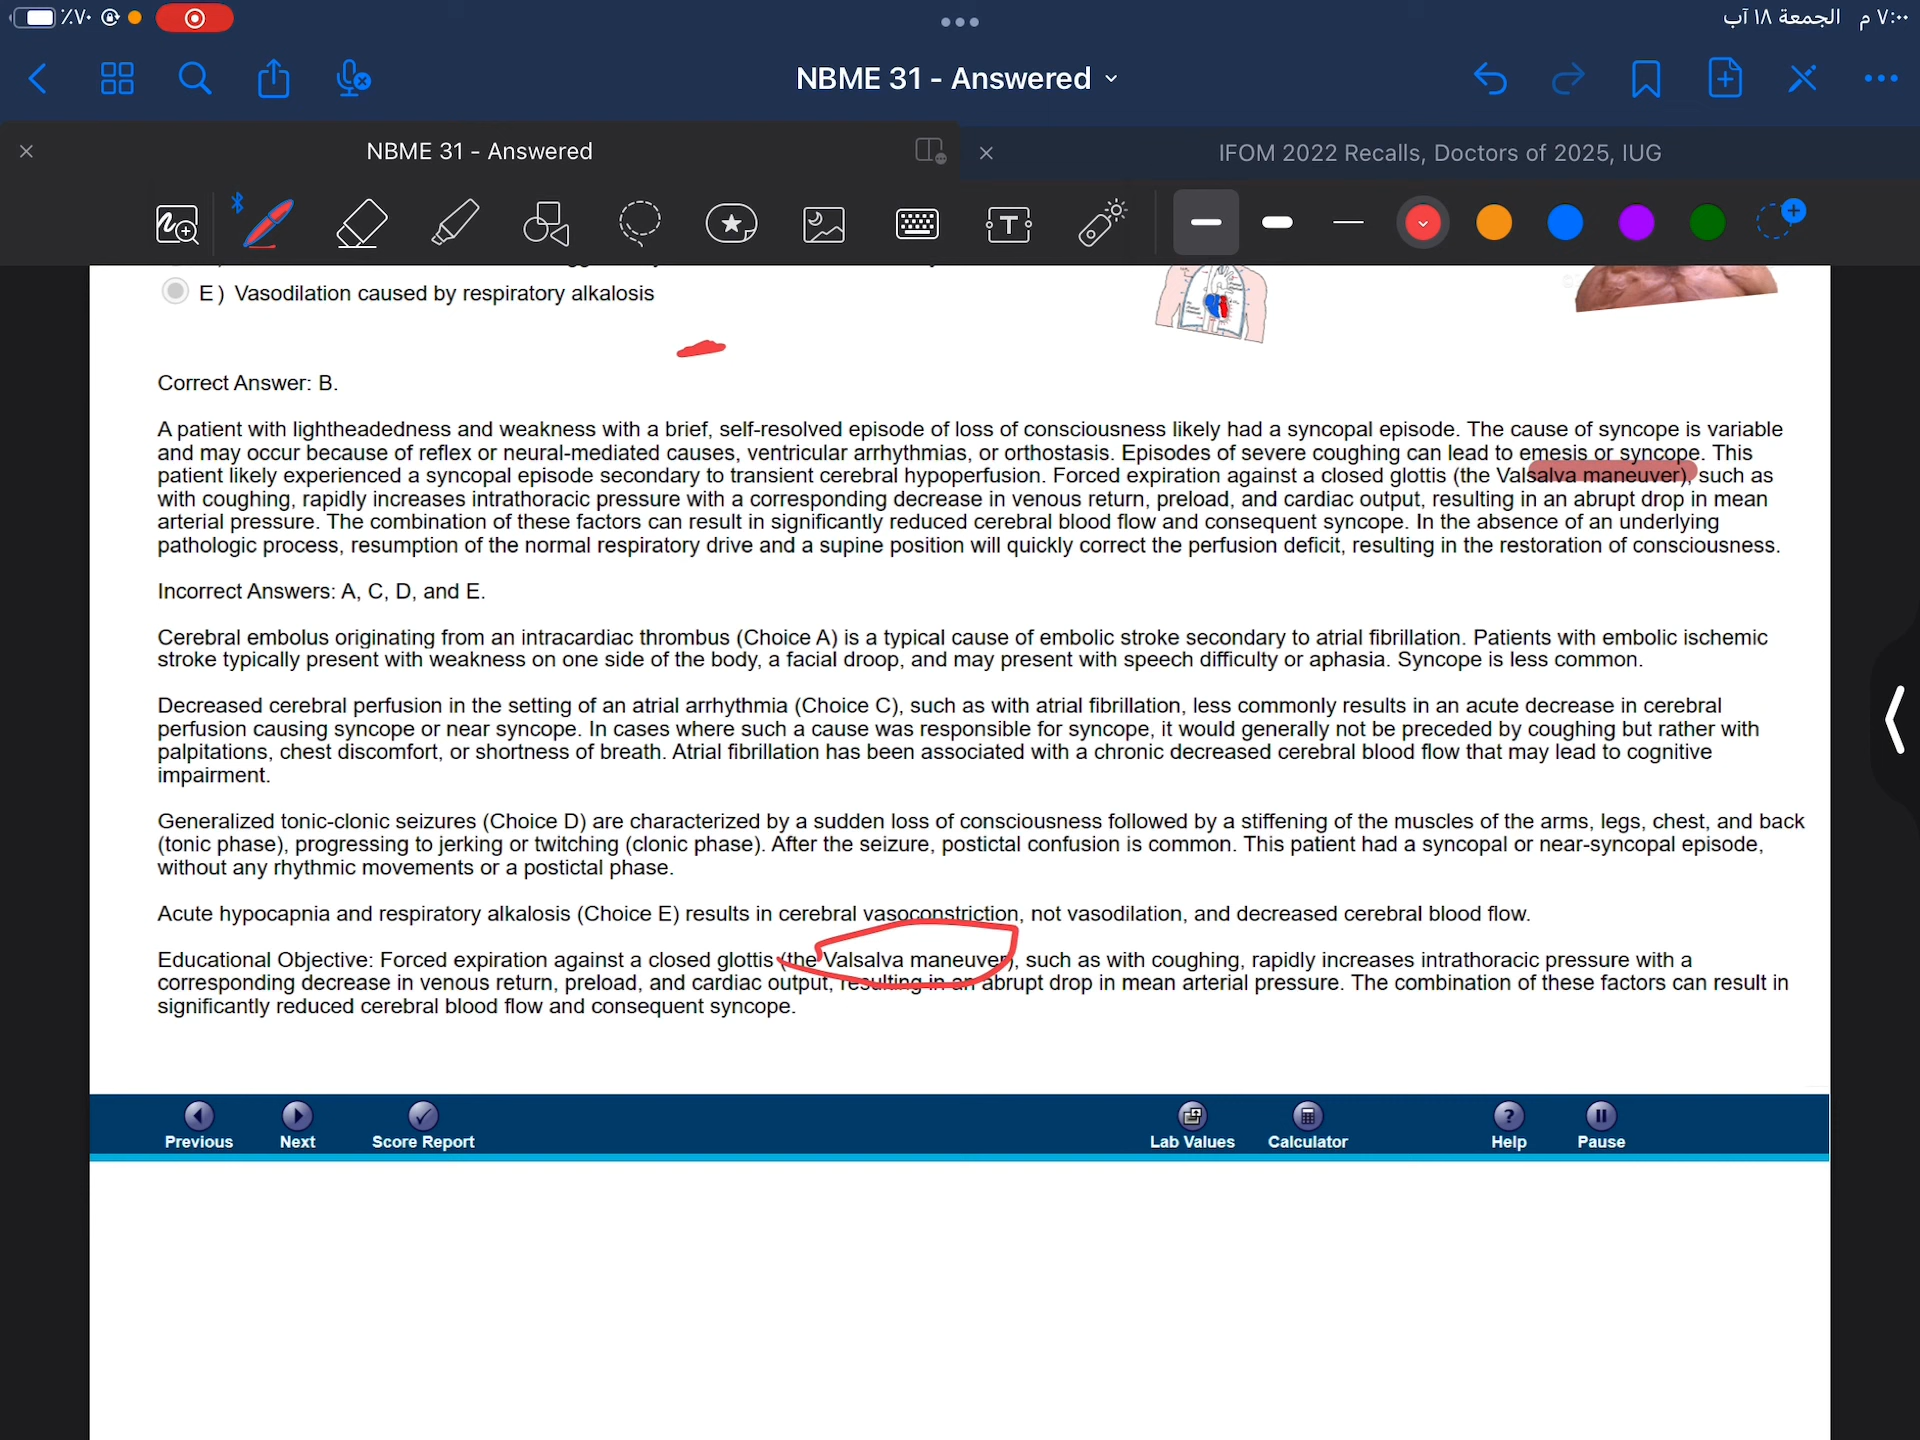 ٪٧٠
٧:٠٠ م الجمعة ١٨ آب
NBME 31 - Answered
NBME 31 - Answered
IFOM 2022 Recalls, Doctors of 2025, IUG
E) Vasodilation caused by respiratory alkalosis
Correct Answer: B.
A patient with lightheadedness and weakness with a brief, self-resolved episode of loss of consciousness likely had a syncopal episode. The cause of syncope is variable
and may occur because of reflex or neural-mediated causes, ventricular arrhythmias, or orthostasis. Episodes of severe coughing can lead to emesis or syncope. This
patient likely experienced a syncopal episode secondary to transient cerebral hypoperfusion. Forced expiration against a closed glottis (the Valsalva maneuver), such as
with coughing, rapidly increases intrathoracic pressure with a corresponding decrease in venous return, preload, and cardiac output, resulting in an abrupt drop in mean
arterial pressure. The combination of these factors can result in significantly reduced cerebral blood flow and consequent syncope. In the absence of an underlying
pathologic process, resumption of the normal respiratory drive and a supine position will quickly correct the perfusion deficit, resulting in the restoration of consciousness.
Incorrect Answers: A, C, D, and E.
Cerebral embolus originating from an intracardiac thrombus (Choice A) is a typical cause of embolic stroke secondary to atrial fibrillation. Patients with embolic ischemic
stroke typically present with weakness on one side of the body, a facial droop, and may present with speech difficulty or aphasia. Syncope is less common.
Decreased cerebral perfusion in the setting of an atrial arrhythmia (Choice C), such as with atrial fibrillation, less commonly results in an acute decrease in cerebral
perfusion causing syncope or near syncope. In cases where such a cause was responsible for syncope, it would generally not be preceded by coughing but rather with
palpitations, chest discomfort, or shortness of breath. Atrial fibrillation has been associated with a chronic decreased cerebral blood flow that may lead to cognitive
impairment.
Generalized tonic-clonic seizures (Choice D) are characterized by a sudden loss of consciousness followed by a stiffening of the muscles of the arms, legs, chest, and back
(tonic phase), progressing to jerking or twitching (clonic phase). After the seizure, postictal confusion is common. This patient had a syncopal or near-syncopal episode,
without any rhythmic movements or a postictal phase.
Acute hypocapnia and respiratory alkalosis (Choice E) results in cerebral vasoconstriction, not vasodilation, and decreased cerebral blood flow.
Educational Objective: Forced expiration against a closed glottis (the Valsalva maneuver), such as with coughing, rapidly increases intrathoracic pressure with a
corresponding decrease in venous return, preload, and cardiac output, resulting in an abrupt drop in mean arterial pressure. The combination of these factors can result in
significantly reduced cerebral blood flow and consequent syncope.
Previous Next Score Report Lab Values Calculator Help Pause